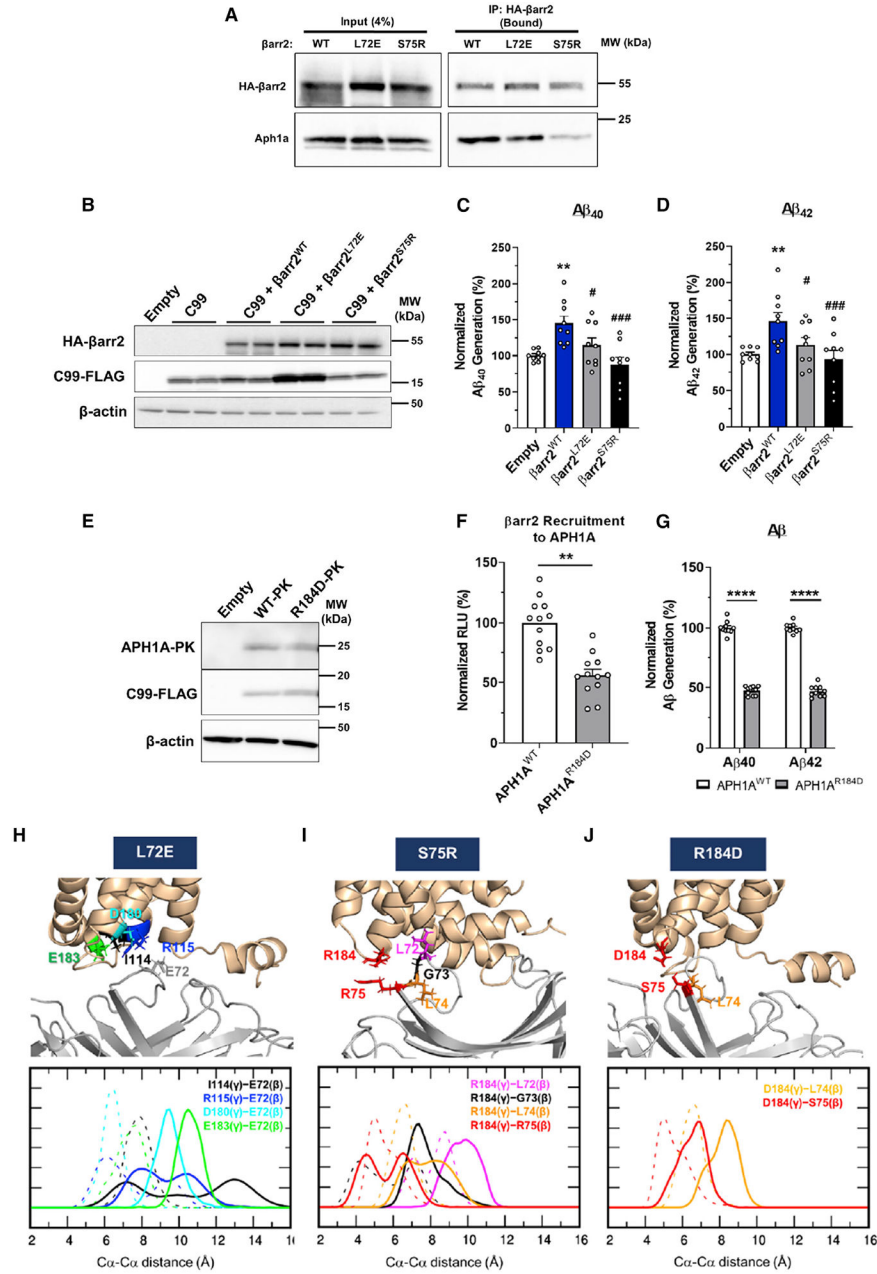 A
Input (4%)
IP: HA-βarr2
(Bound)
βarr2: WT L72E S75R WT L72E S75R MW (kDa)
HA-βarr2
55
25
Aph1a
B
Empty
C99
C99 + βarr2WT
C99 + βarr2L72E
C99 + βarr2S75R
MW
(kDa)
HA-βarr2
55
C99-FLAG
15
50
β-actin
C
Aβ40
Normalized
Aβ40 Generation (%)
250
200
150
100
50
0
** # ###
Empty
βarr2WT
βarr2L72E
βarr2S75R
D
Aβ42
Normalized
Aβ42 Generation (%)
250
200
150
100
50
0
** # ###
Empty
βarr2WT
βarr2L72E
βarr2S75R
E
Empty
WT-PK
R184D-PK
MW
(kDa)
APH1A-PK
25
20
C99-FLAG
15
50
β-actin
F
βarr2 Recruitment
to APH1A
Normalized RLU (%)
150
100
50
0
**
APH1AWT
APH1AR184D
G
Aβ
Normalized
Aβ Generation (%)
150
100
50
0
**** ****
Aβ40 Aβ42
APH1AWT APH1AR184D
H
L72E
D180
E183
R115
I114
E72
I114(γ)−E72(β)
R115(γ)−E72(β)
D180(γ)−E72(β)
E183(γ)−E72(β)
2 4 6 8 10 12 14 16
Cα-Cα distance (Å)
I
S75R
R184
L72
G73
R75
L74
R184(γ)−L72(β)
R184(γ)−G73(β)
R184(γ)−L74(β)
R184(γ)−R75(β)
2 4 6 8 10 12 14 16
Cα-Cα distance (Å)
J
R184D
D184
S75
L74
D184(γ)−L74(β)
D184(γ)−S75(β)
2 4 6 8 10 12 14 16
Cα-Cα distance (Å)